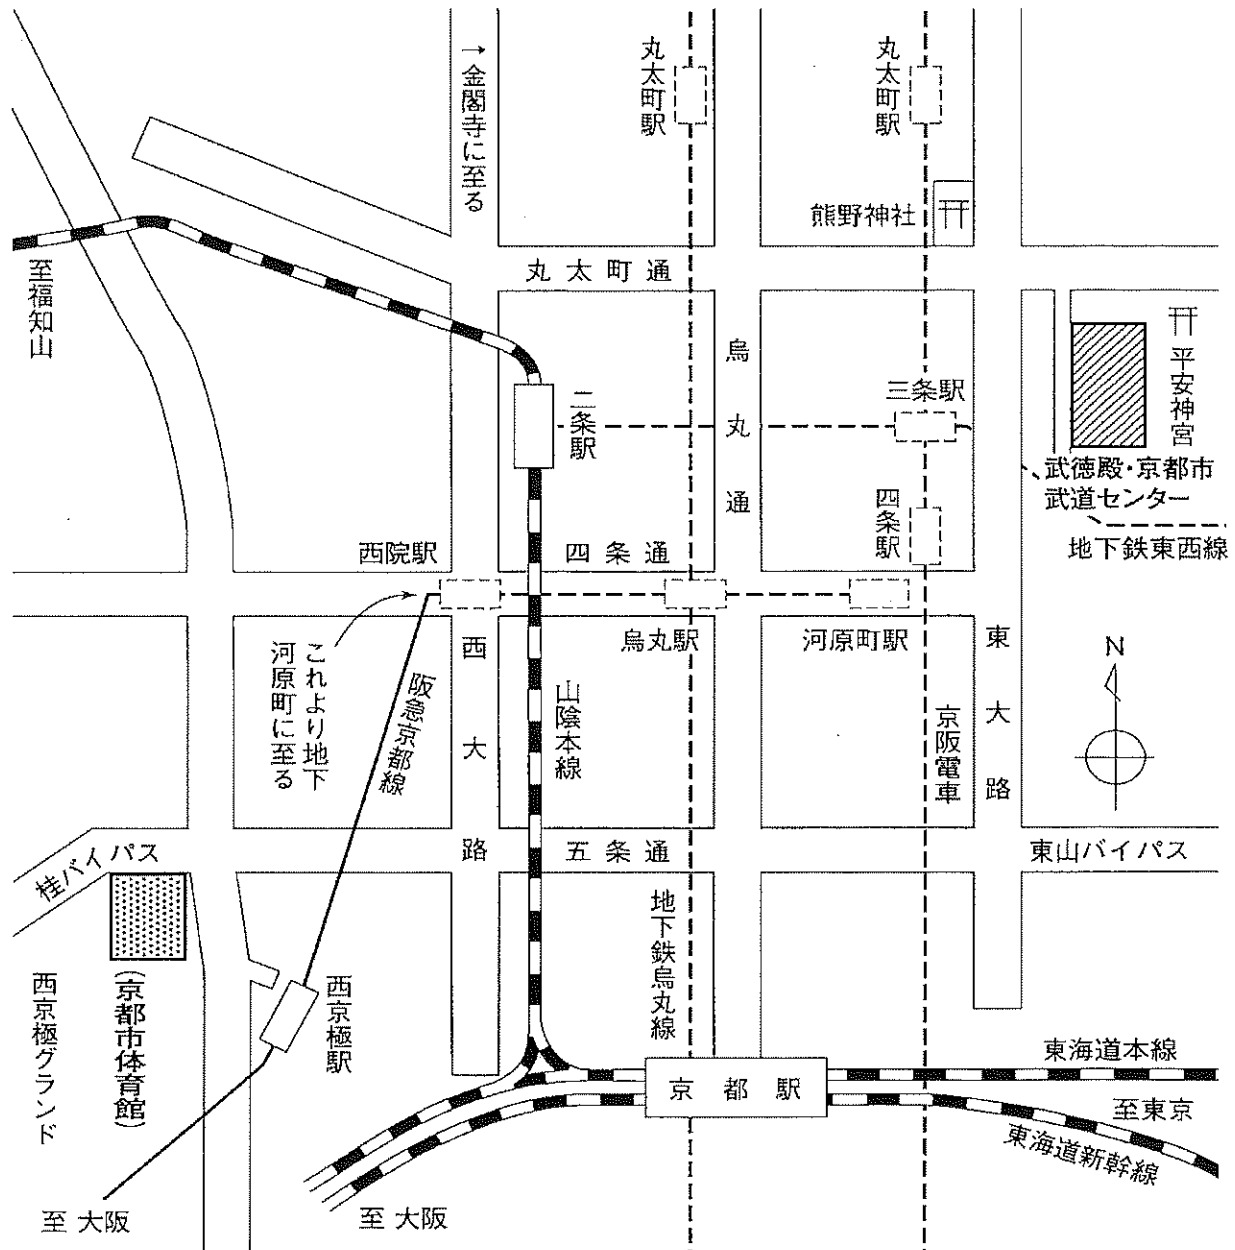 →金閣寺に至る
丸太町駅
丸太町駅
熊野神社
丸太町通
至福知山
烏丸通
二条駅
三条駅
平安神宮
武徳殿・京都市
武道センター
四条駅
地下鉄東西線
西院駅
四条通
烏丸駅
河原町駅
これより地下
河原町に至る
阪急京都線
西大路
山陰本線
京阪電車
東大路
N
桂バイパス
五条通
東山バイパス
西京極グランド
(京都市体育館)
西京極駅
地下鉄烏丸線
京都駅
東海道本線
至東京
東海道新幹線
至 大阪
至 大阪